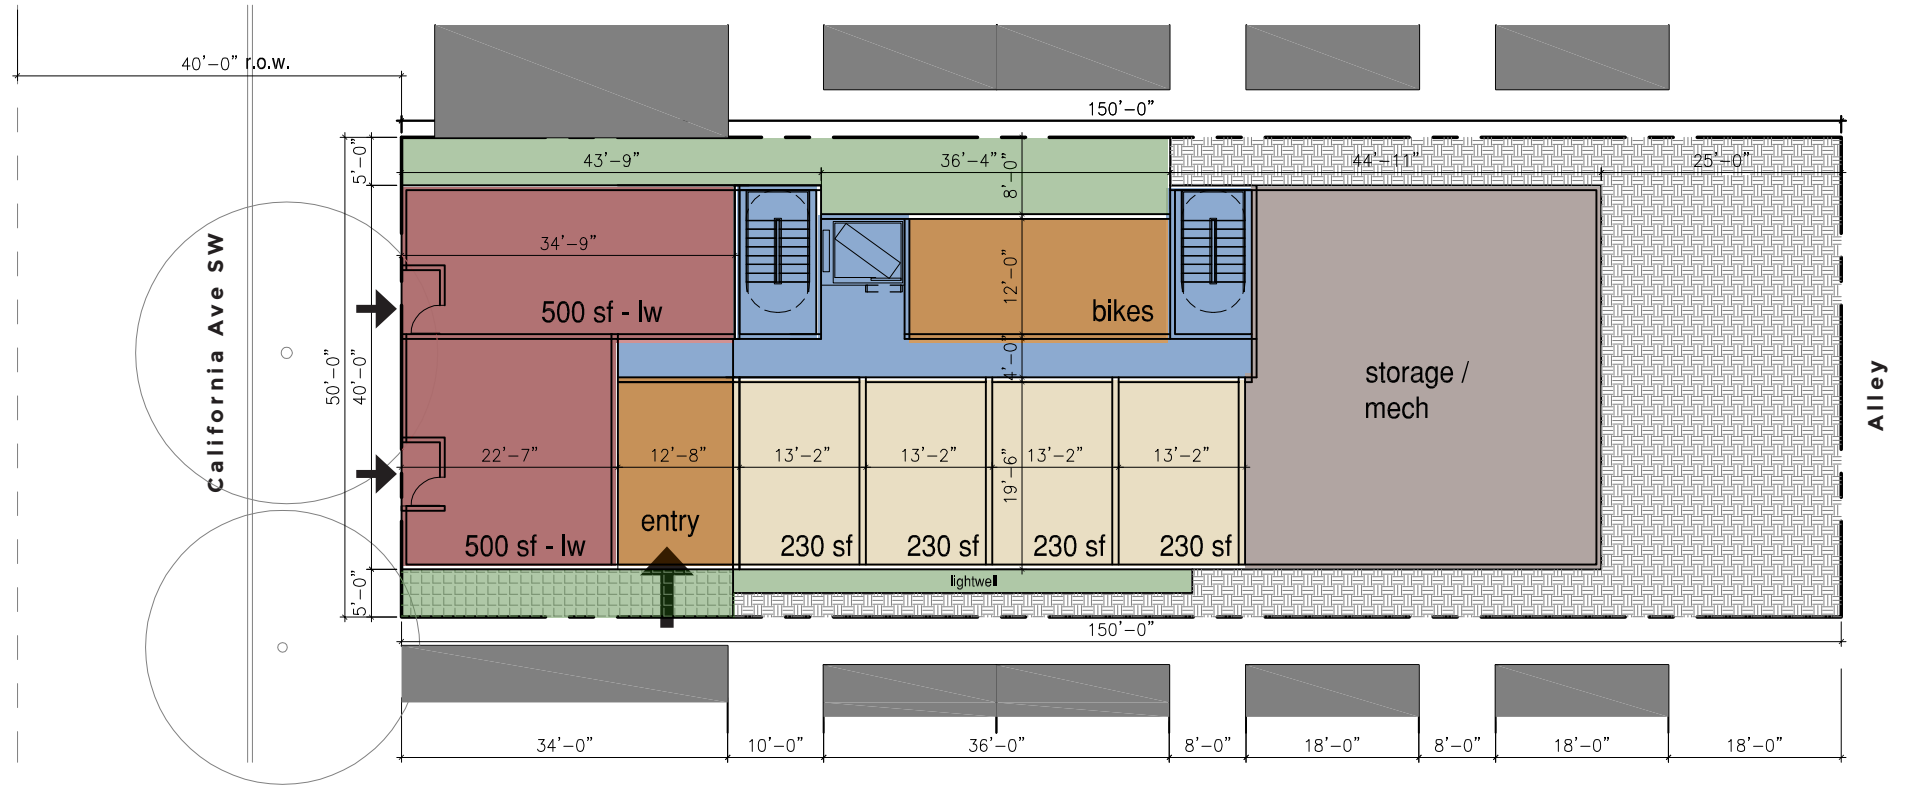 40'-0" r.o.w.
150'-0"
5'-0"
43'-9"
36'-4"
8'-0"
44'-11"
25'-0"
34'-9"
500 sf - lw
12'-0"
bikes
California Ave SW
50'-0"
40'-0"
4'-0"
storage /
mech
Alley
22'-7"
12'-8"
13'-2"
13'-2"
13'-2"
13'-2"
19'-6"
entry
500 sf - lw
230 sf
230 sf
230 sf
230 sf
5'-0"
lightwell
150'-0"
34'-0"
10'-0"
36'-0"
8'-0"
18'-0"
8'-0"
18'-0"
18'-0"